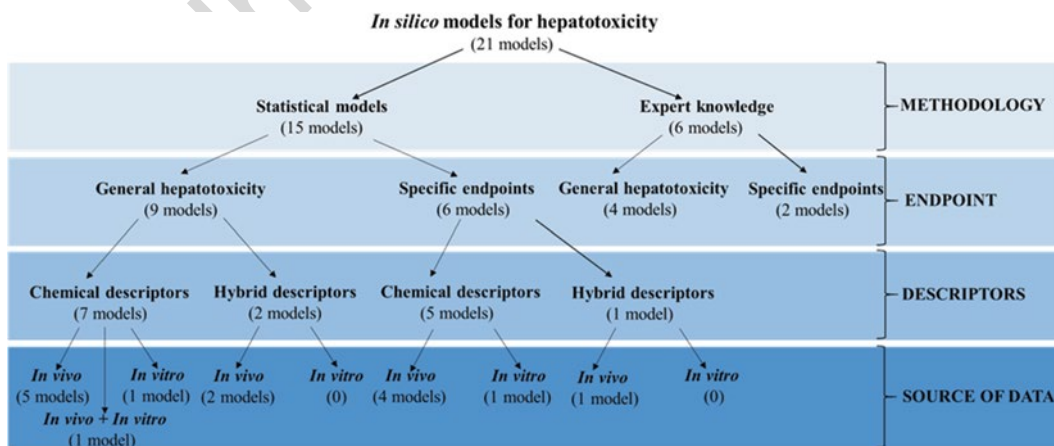 In silico models for hepatotoxicity
(21 models)
Statistical models
(15 models)
Expert knowledge
(6 models)
METHODOLOGY
General hepatotoxicity
(9 models)
Specific endpoints
(6 models)
General hepatotoxicity
(4 models)
Specific endpoints
(2 models)
ENDPOINT
Chemical descriptors
(7 models)
Hybrid descriptors
(2 models)
Chemical descriptors
(5 models)
Hybrid descriptors
(1 model)
DESCRIPTORS
In vivo
(5 models)
In vivo + In vitro
(1 model)
In vitro
(1 model)
In vivo
(2 models)
In vitro
(0)
In vivo
(4 models)
In vitro
(1 model)
In vivo
(1 model)
In vitro
(0)
SOURCE OF DATA